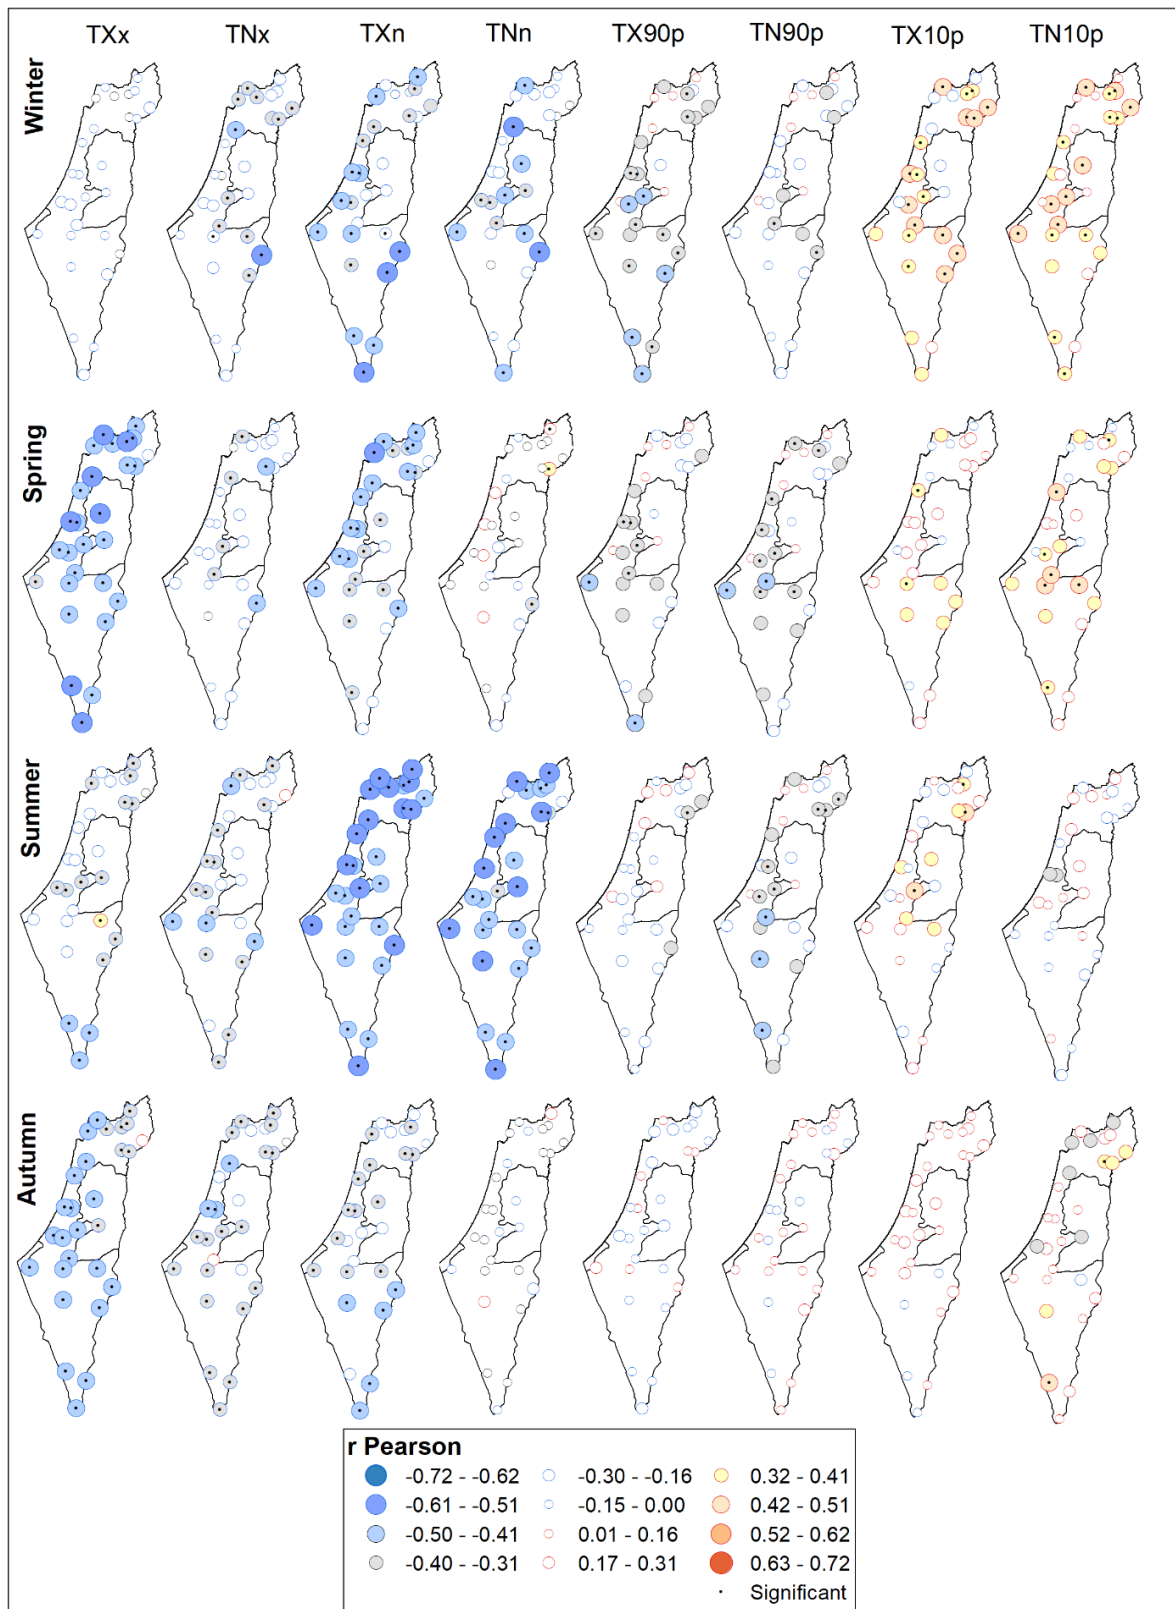 TXx TNx TXn TNn TX90p TN90p TX10p TN10p
Winter
Spring
Summer
Autumn
r Pearson
-0.72 - -0.62 -0.30 - -0.16 0.32 - 0.41
-0.61 - -0.51 -0.15 - 0.00 0.42 - 0.51
-0.50 - -0.41 0.01 - 0.16 0.52 - 0.62
-0.40 - -0.31 0.17 - 0.31 0.63 - 0.72
Significant